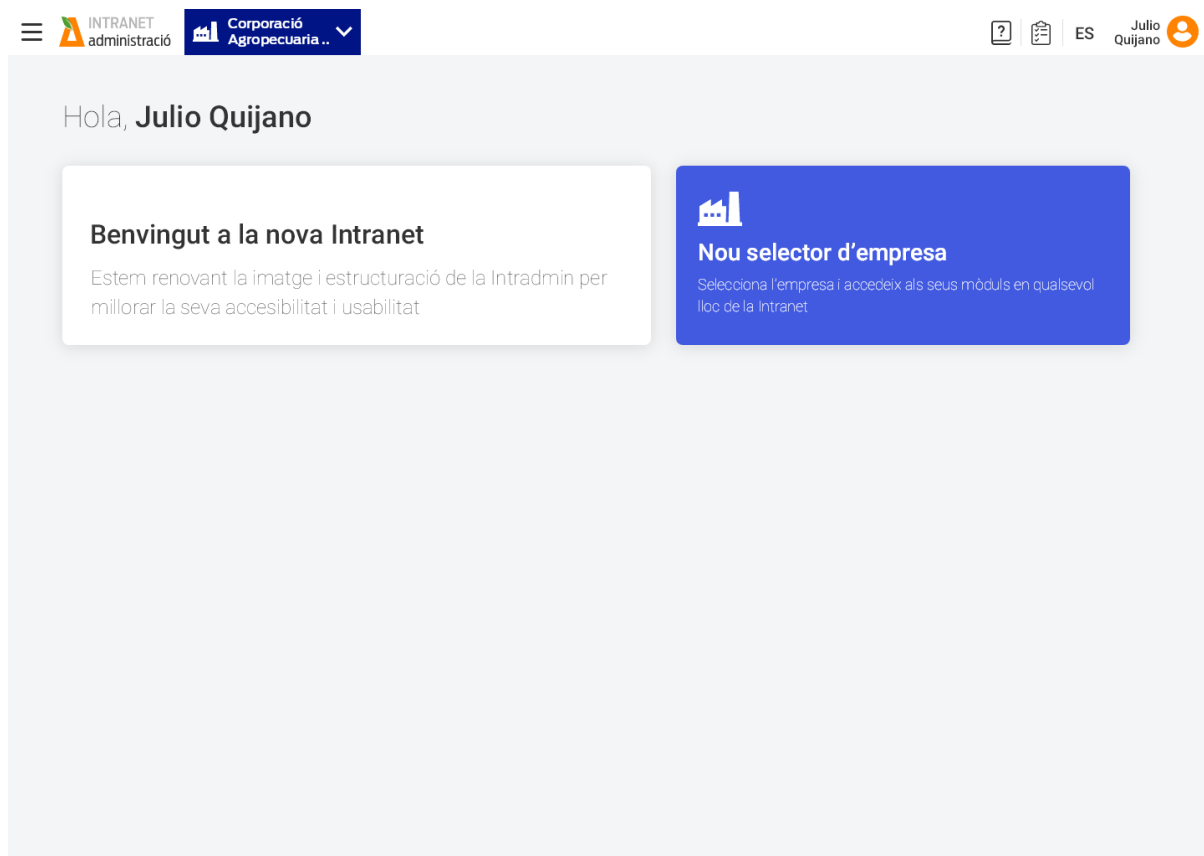 INTRANET
administració
Corporació
Agropecuaria ..
?
ES
Julio
Quijano
Hola, Julio Quijano
Benvingut a la nova Intranet
Estem renovant la imatge i estructuració de la Intradmin per
millorar la seva accesibilitat i usabilitat
Nou selector d’empresa
Selecciona l'empresa i accedeix als seus mòduls en qualsevol
lloc de la Intranet